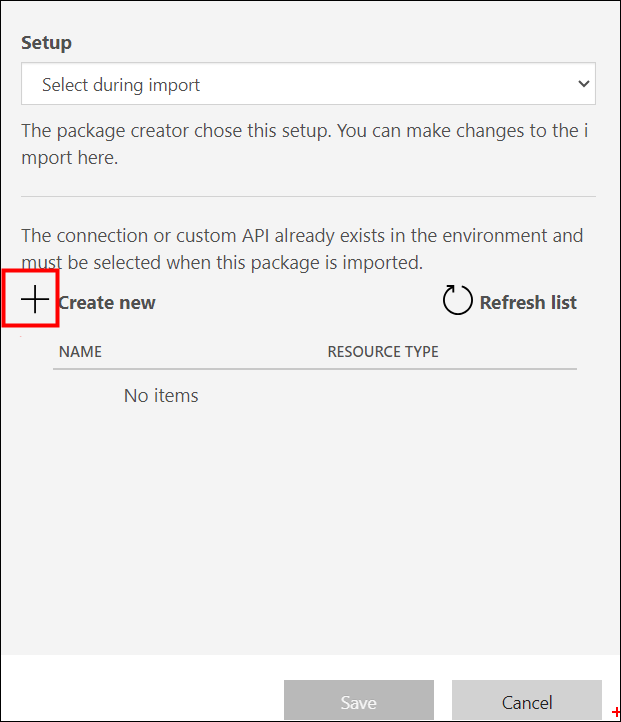 Setup
Select during import
The package creator chose this setup. You can make changes to the i
mport here.
The connection or custom API already exists in the environment and
must be selected when this package is imported.
Create new Refresh list
NAME RESOURCE TYPE
No items
Save Cancel